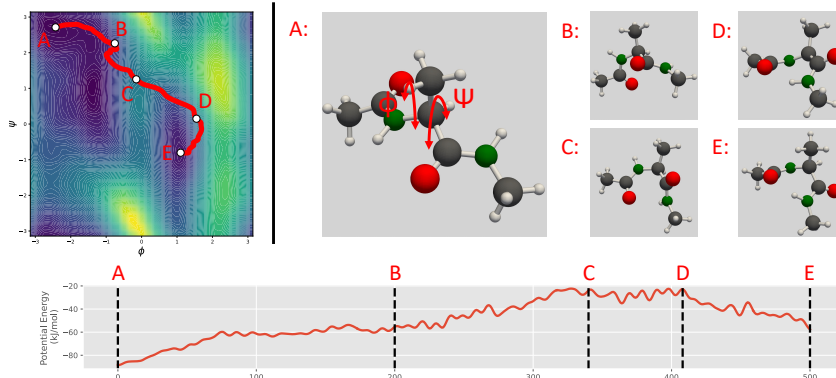 3
2
1
0
−1
−2
−3
ψ
−3
−2
−1
0
1
2
3
ϕ
A
B
C
D
E
A:
ϕ
Ψ
B:
D:
C:
E:
A
B
C
D
E
Potential Energy
(kJ/mol)
−20
−40
−60
−80
0
100
200
300
400
500